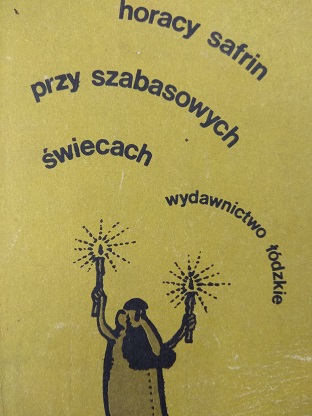 horacy safrin
przy szabasowych
świecach
wydawnictwo łódzkie